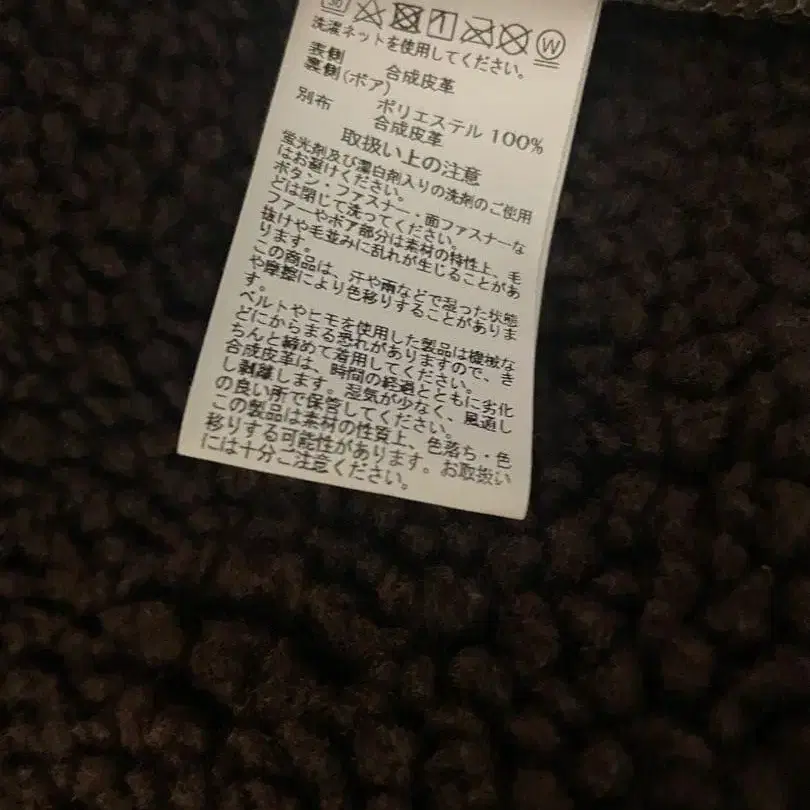 30
W
洗濯ネットを使用してください。
表側 合成皮革
裏側(ボア)
ポリエステル 100%
別布 合成皮革
取扱い上の注意
蛍光剤及び漂白剤入りの洗剤のご使用
はお避けください。
ボタン・ファスナー・面ファスナーな
どは閉じて洗ってください。
ファーやボア部分は素材の特性上、毛
抜けや毛並みに乱れが生じることがあ
ります。
この商品は、汗や雨などで湿った状態
や摩擦により色移りすることがありま
す。
ベルトやヒモを使用した製品は機械な
どにからまる恐れがありますので、き
ちんと締めて着用してください。
合成皮革は、時間の経過とともに劣化
し剥離します。湿気が少なく、風通し
の良い所で保管してください。
この製品は素材の性質上、色落ち・色
移りする可能性があります。お取扱い
には十分ご注意ください。